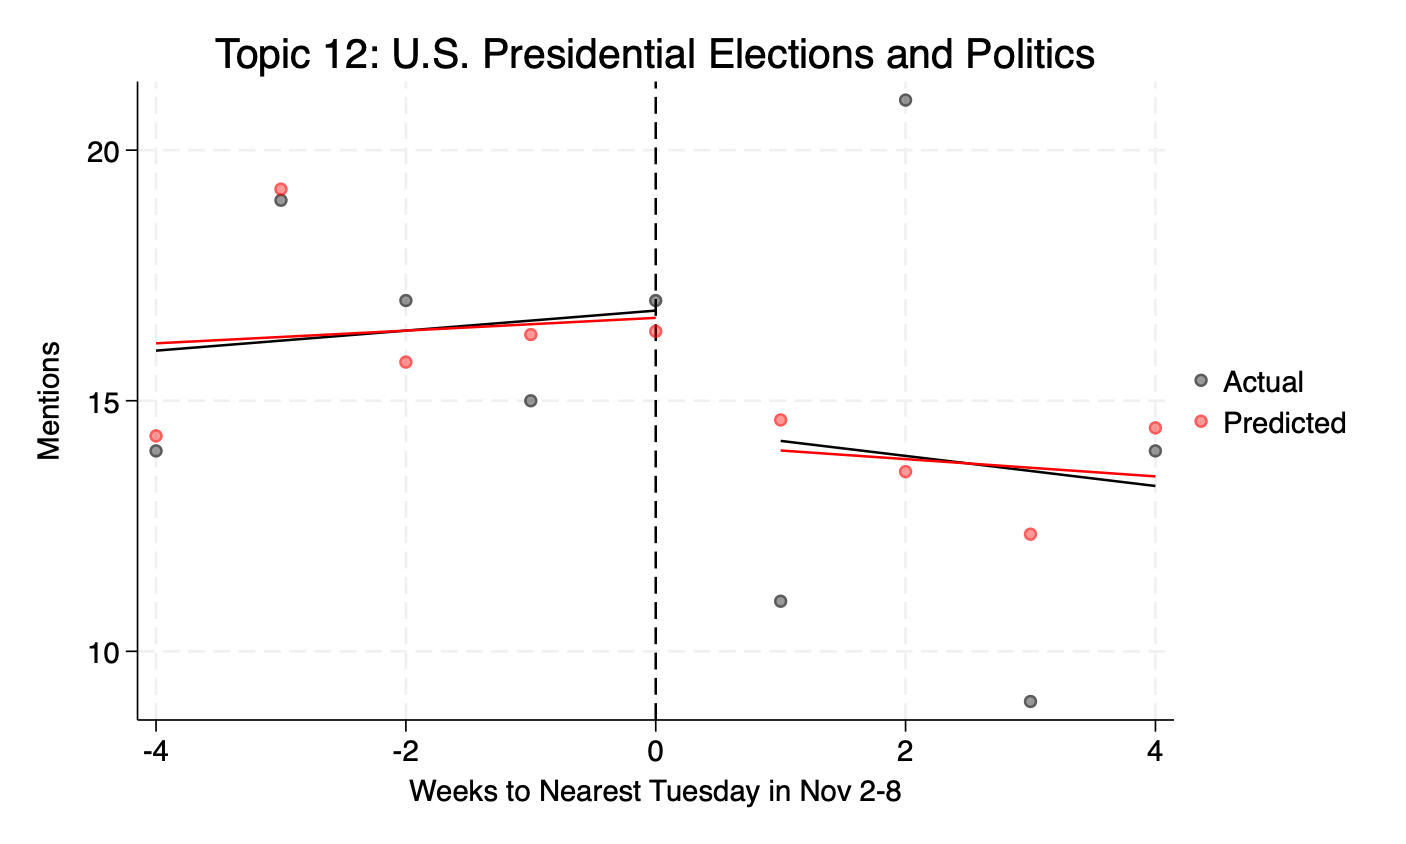 Topic 12: U.S. Presidential Elections and Politics
20
15
10
Mentions
-4
-2
0
2
4
Weeks to Nearest Tuesday in Nov 2-8
Actual
Predicted